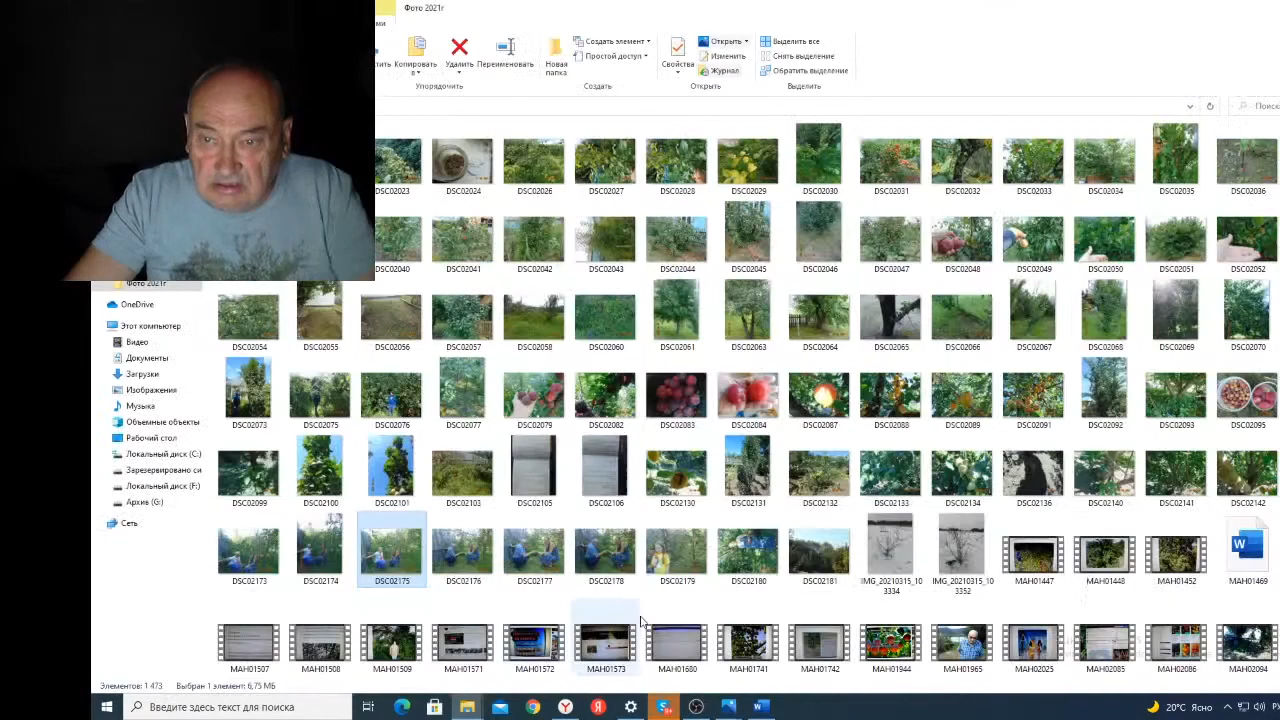 Фото 2021г
Копировать
в
Удалить
Переименовать
Новая
папка
Создать элемент
Простой доступ
Свойства
Открыть
Изменить
Журнал
Выделить все
Снять выделение
Обратить выделение
Упорядочить
Создать
Открыть
Выделить
DSC02023 DSC02024 DSC02026 DSC02027 DSC02028 DSC02029 DSC02030 DSC02031 DSC02032 DSC02033 DSC02034 DSC02035 DSC02036
DSC02040 DSC02041 DSC02042 DSC02043 DSC02044 DSC02045 DSC02046 DSC02047 DSC02048 DSC02049 DSC02050 DSC02051 DSC02052
Фото 2021г
OneDrive
Этот компьютер
Видео
Документы
Загрузки
Изображения
Музыка
Объемные объекты
Рабочий стол
Локальный диск (C:)
Зарезервировано си
Локальный диск (F:)
Архив (G:)
Сеть
DSC02054 DSC02055 DSC02056 DSC02057 DSC02058 DSC02060 DSC02061 DSC02063 DSC02064 DSC02065 DSC02066 DSC02067 DSC02068 DSC02069 DSC02070
DSC02073 DSC02075 DSC02076 DSC02077 DSC02079 DSC02082 DSC02083 DSC02084 DSC02087 DSC02088 DSC02089 DSC02091 DSC02092 DSC02093 DSC02095
DSC02099 DSC02100 DSC02101 DSC02103 DSC02105 DSC02106 DSC02130 DSC02131 DSC02132 DSC02133 DSC02134 DSC02136 DSC02140 DSC02141 DSC02142
DSC02173 DSC02174 DSC02175 DSC02176 DSC02177 DSC02178 DSC02179 DSC02180 DSC02181 IMG_20210315_10 IMG_20210315_10 MAH01447 MAH01448 MAH01452 MAH01469
3334 3352
MAH01507 MAH01508 MAH01509 MAH01571 MAH01572 MAH01573 MAH01680 MAH01741 MAH01742 MAH01944 MAH01965 MAH02025 MAH02085 MAH02086 MAH02094
Элементов: 1 473 Выбран 1 элемент: 6,75 МБ
Введите здесь текст для поиска
20°C Ясно